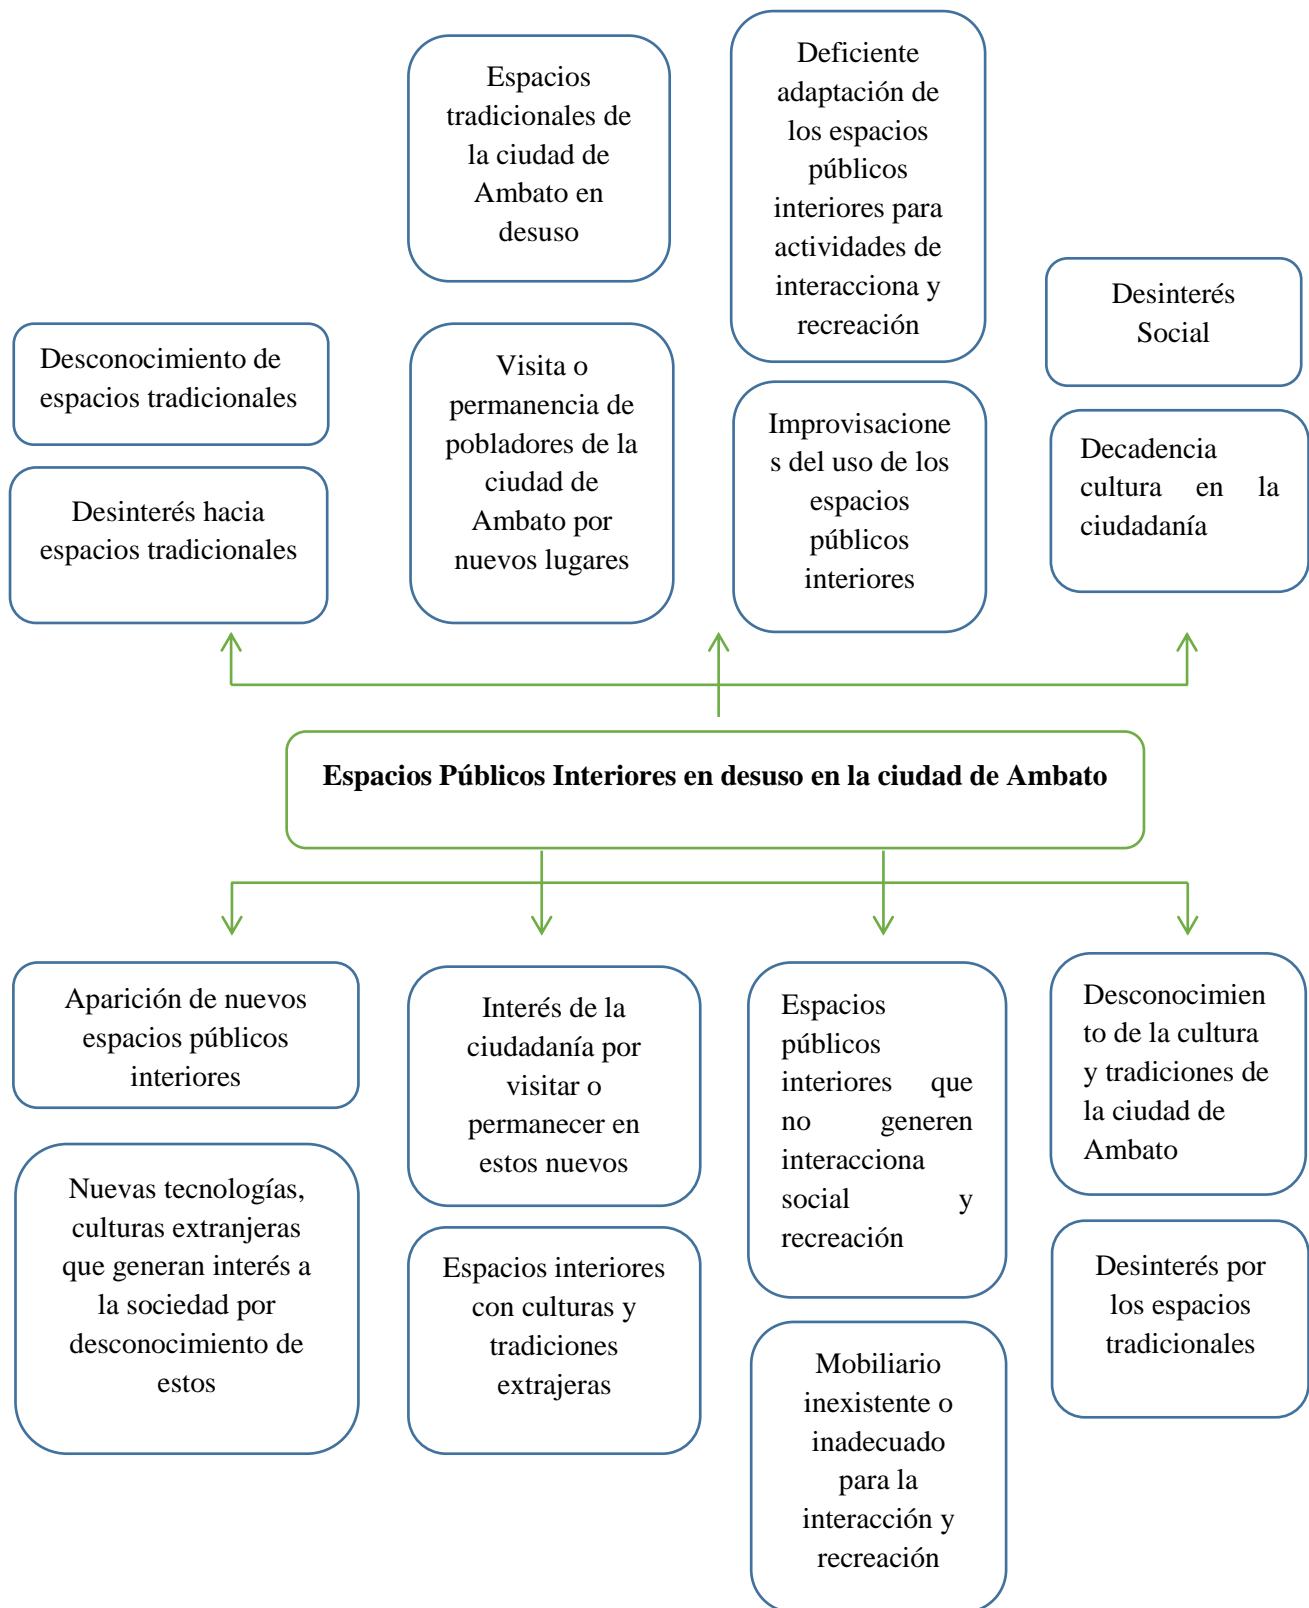 Espacios
tradicionales de
la ciudad de
Ambato en
desuso
Deficiente
adaptación de
los espacios
públicos
interiores para
actividades de
interacciona y
recreación
Desinterés
Social
Desconocimiento de
espacios tradicionales
Visita o
permanencia de
pobladores de la
ciudad de
Ambato por
nuevos lugares
Improvisacione
s del uso de los
espacios
públicos
interiores
Decadencia
cultura en la
ciudadanía
Desinterés hacia
espacios tradicionales
Espacios Públicos Interiores en desuso en la ciudad de Ambato
Aparición de nuevos
espacios públicos
interiores
Interés de la
ciudadanía por
visitar o
permanecer en
estos nuevos
Espacios
públicos
interiores que
no generen
interacciona
social y
recreación
Desconocimien
to de la cultura
y tradiciones de
la ciudad de
Ambato
Nuevas tecnologías,
culturas extranjeras
que generan interés a
la sociedad por
desconocimiento de
estos
Espacios interiores
con culturas y
tradiciones
extrajeras
Mobiliario
inexistente o
inadecuado
para la
interacción y
recreación
Desinterés por
los espacios
tradicionales